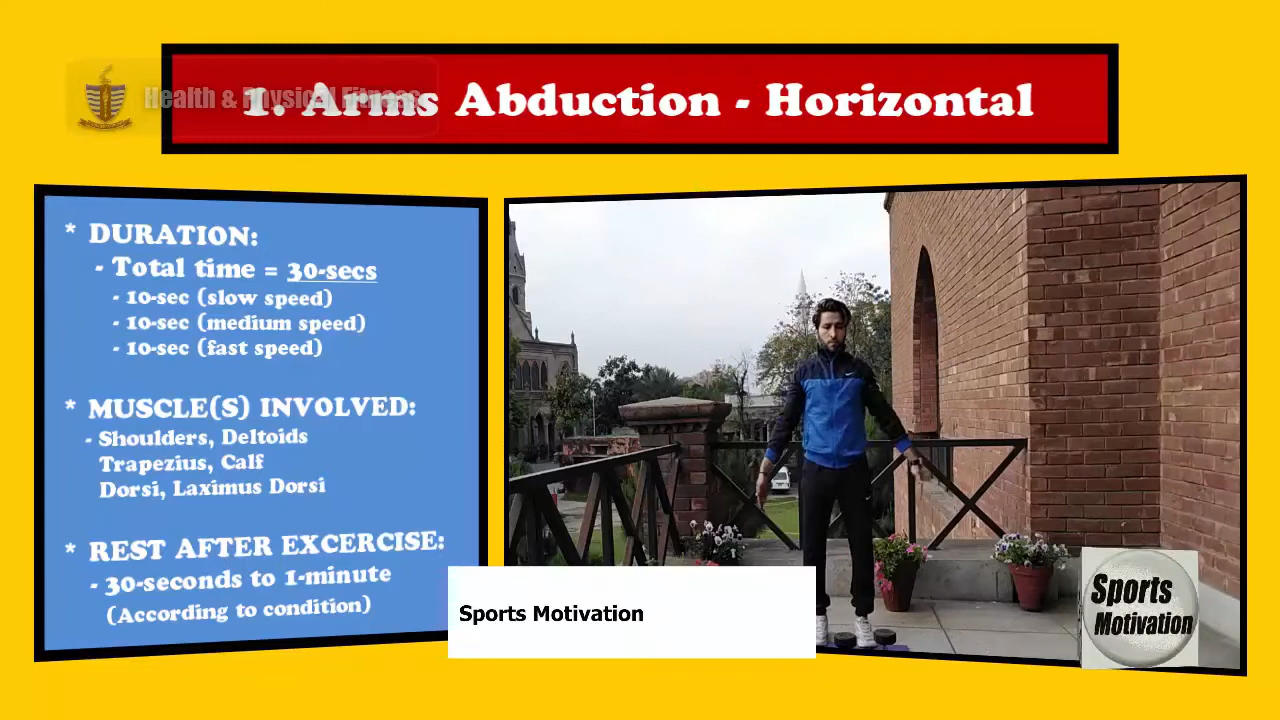 Health & Physical Fitness
1. Arms Abduction - Horizontal
* DURATION:
- Total time = 30-secs
- 10-sec (slow speed)
- 10-sec (medium speed)
- 10-sec (fast speed)
* MUSCLE(S) INVOLVED:
- Shoulders, Deltoids
Trapezius, Calf
Dorsi, Laximus Dorsi
* REST AFTER EXCERCISE:
- 30-seconds to 1-minute
(According to condition)
Sports Motivation
Sports
Motivation